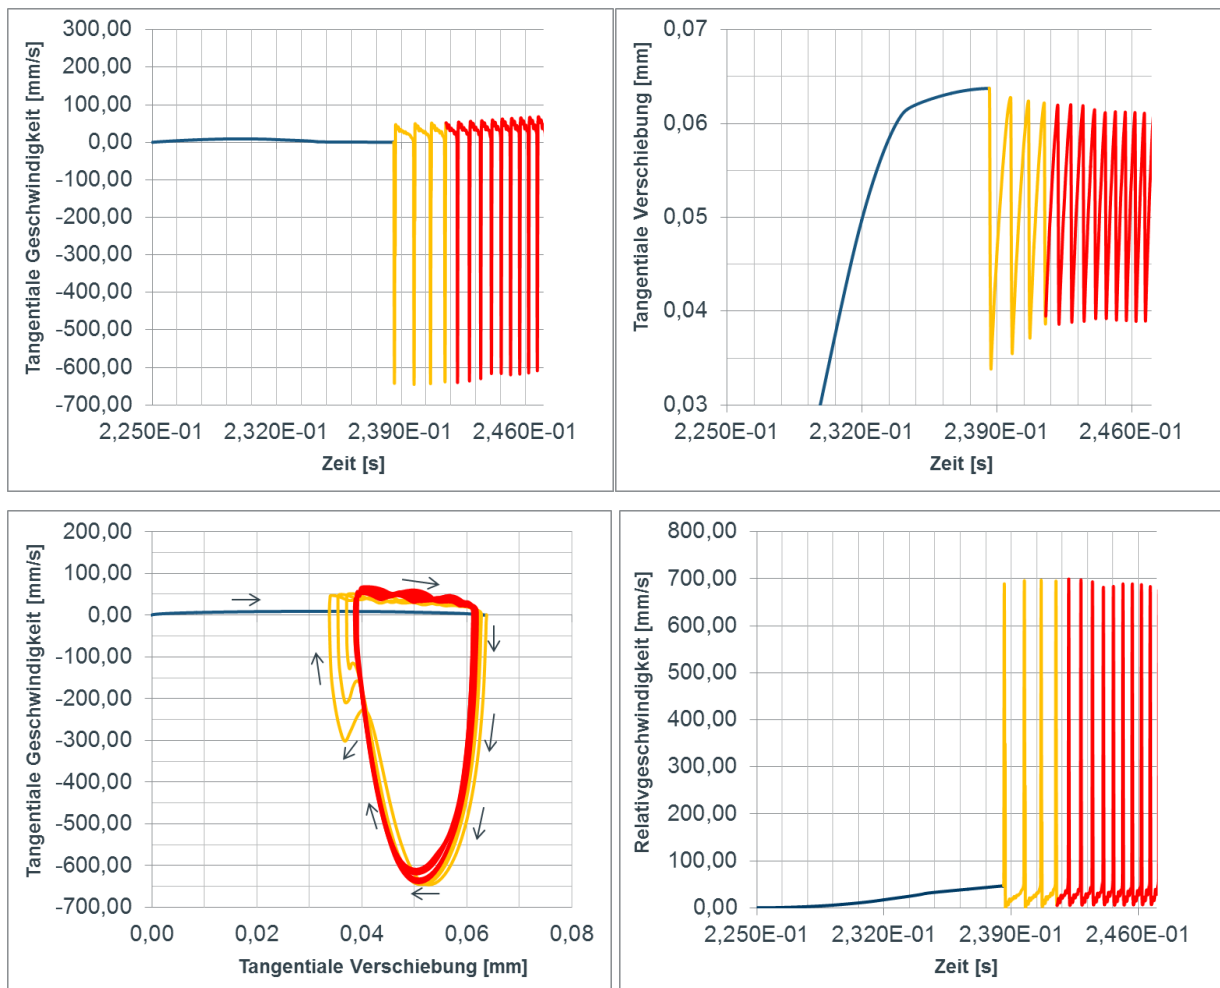 300,00
200,00
100,00
0,00
-100,00
-200,00
-300,00
-400,00
-500,00
-600,00
-700,00
Tangentiale Geschwindigkeit [mm/s]
2,250E-01 2,320E-01 2,390E-01 2,460E-01
Zeit [s]
0,07
0,06
0,05
0,04
0,03
Tangentiale Verschiebung [mm]
2,250E-01 2,320E-01 2,390E-01 2,460E-01
Zeit [s]
200,00
100,00
0,00
-100,00
-200,00
-300,00
-400,00
-500,00
-600,00
-700,00
Tangentiale Geschwindigkeit [mm/s]
0,00 0,02 0,04 0,06 0,08
Tangentiale Verschiebung [mm]
800,00
700,00
600,00
500,00
400,00
300,00
200,00
100,00
0,00
Relativgeschwindigkeit [mm/s]
2,250E-01 2,320E-01 2,390E-01 2,460E-01
Zeit [s]